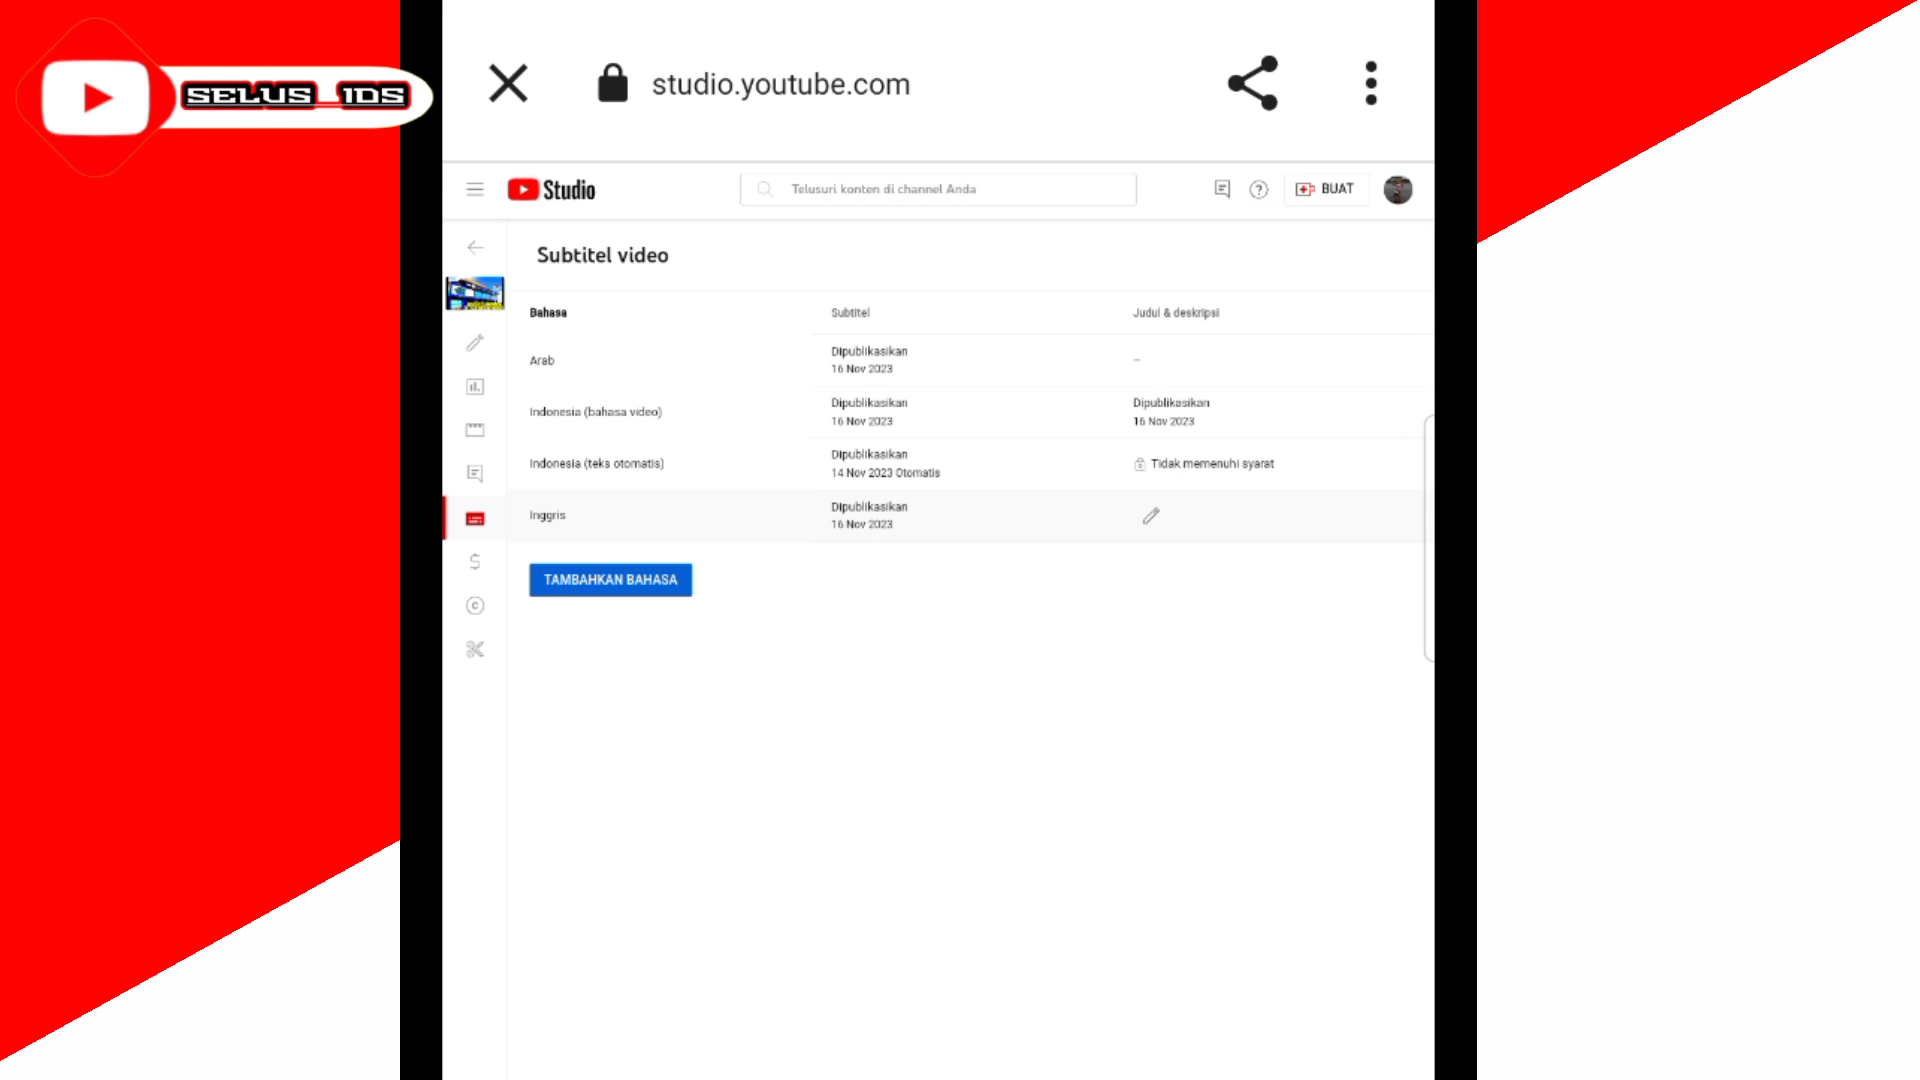 SELUS_IDS
studio.youtube.com
Studio
Telusuri konten di channel Anda
BUAT
Subtitel video
Bahasa
Subtitel
Judul & deskripsi
Arab
Dipublikasikan
16 Nov 2023
–
Indonesia (bahasa video)
Dipublikasikan
16 Nov 2023
Dipublikasikan
16 Nov 2023
Indonesia (teks otomatis)
Dipublikasikan
14 Nov 2023 Otomatis
Tidak memenuhi syarat
Inggris
Dipublikasikan
16 Nov 2023
TAMBAHKAN BAHASA